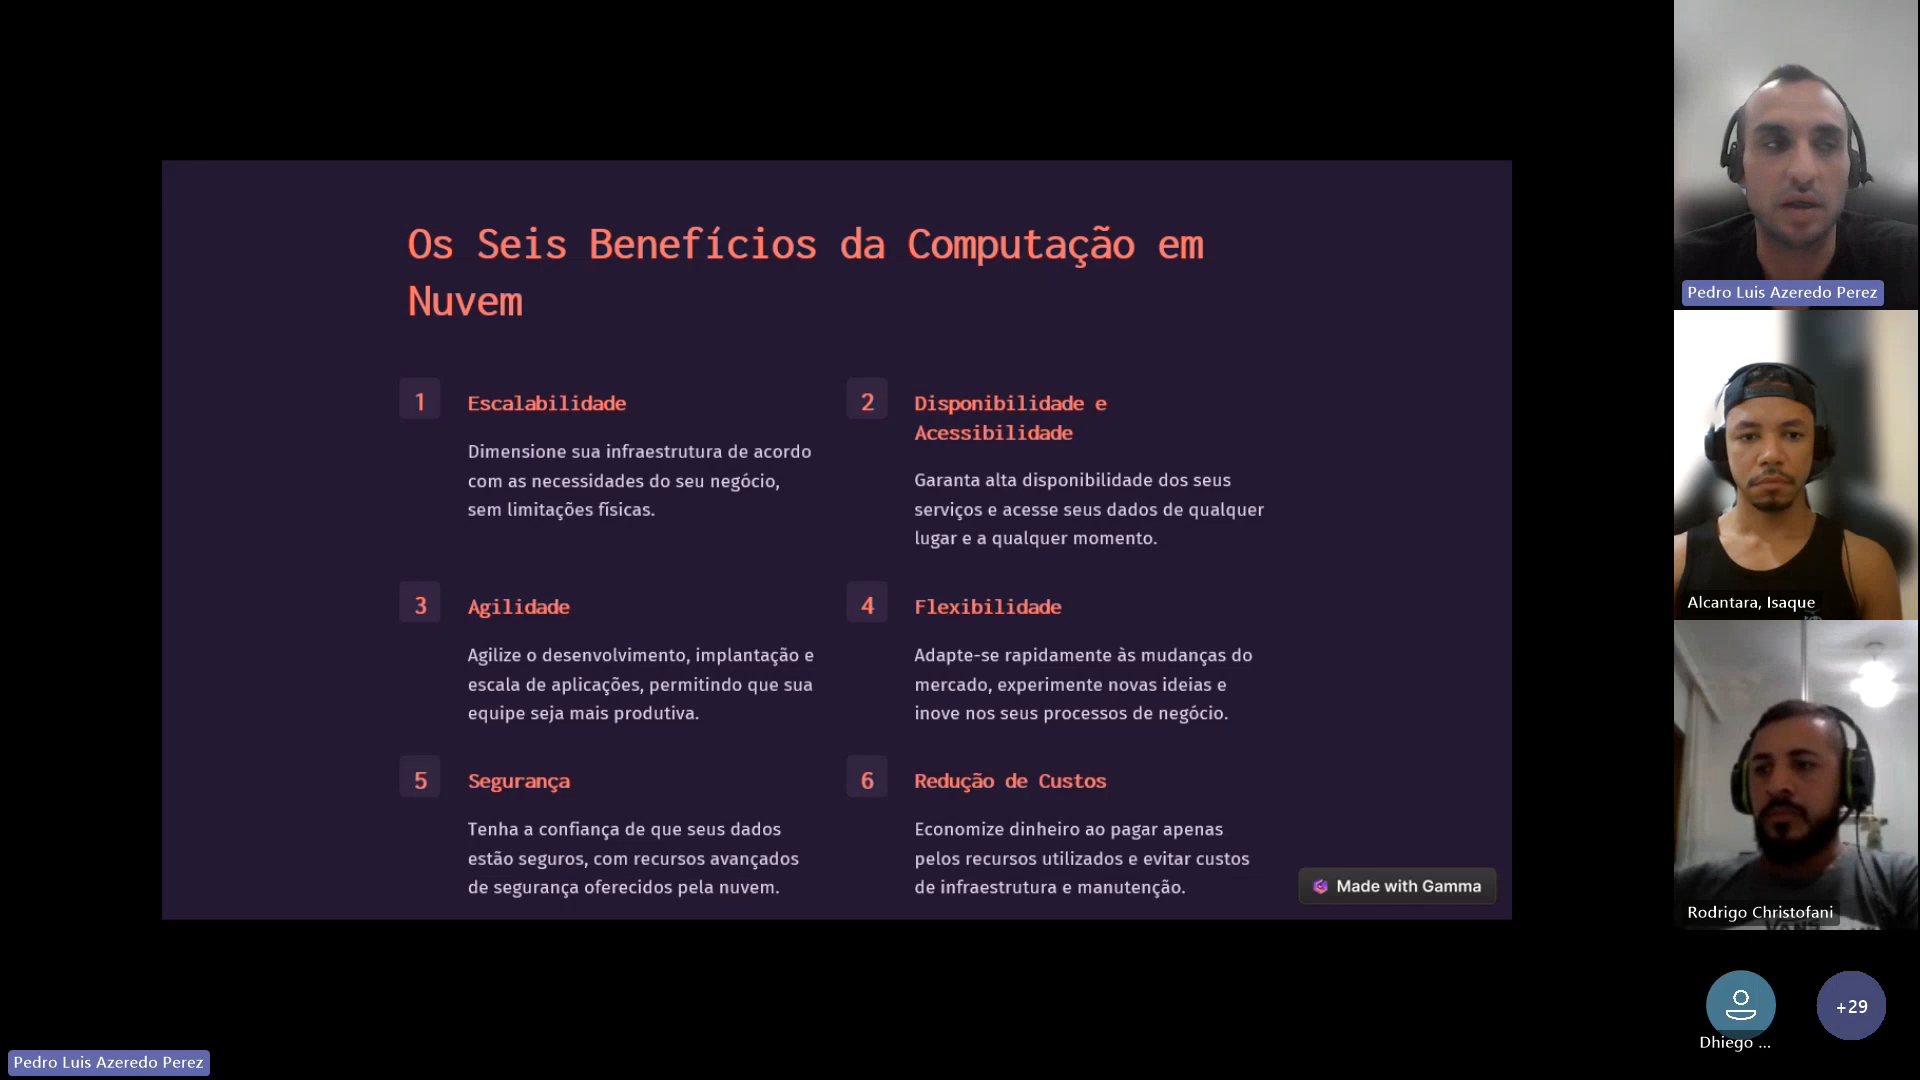 Os Seis Benefícios da Computação em
Nuvem
1
Escalabilidade
Dimensione sua infraestrutura de acordo
com as necessidades do seu negócio,
sem limitações físicas.
2
Disponibilidade e
Acessibilidade
Garanta alta disponibilidade dos seus
serviços e acesse seus dados de qualquer
lugar e a qualquer momento.
3
Agilidade
Agilize o desenvolvimento, implantação e
escala de aplicações, permitindo que sua
equipe seja mais produtiva.
4
Flexibilidade
Adapte-se rapidamente às mudanças do
mercado, experimente novas ideias e
inove nos seus processos de negócio.
5
Segurança
Tenha a confiança de que seus dados
estão seguros, com recursos avançados
de segurança oferecidos pela nuvem.
6
Redução de Custos
Economize dinheiro ao pagar apenas
pelos recursos utilizados e evitar custos
de infraestrutura e manutenção.
Made with Gamma
Pedro Luis Azeredo Perez
Alcantara, Isaque
Rodrigo Christofani
Dhiego ...
+29
Pedro Luis Azeredo Perez